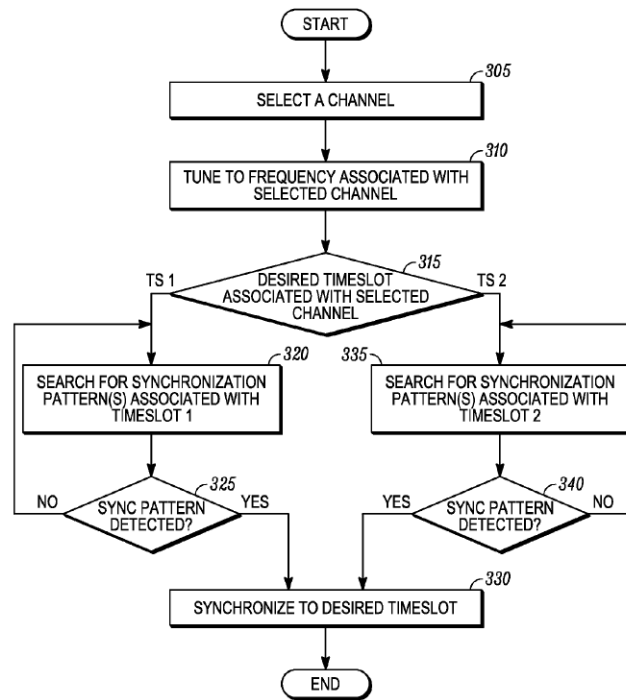 START
305
SELECT A CHANNEL
310
TUNE TO FREQUENCY ASSOCIATED WITH
SELECTED CHANNEL
315
TS 1
DESIRED TIMESLOT
ASSOCIATED WITH SELECTED
CHANNEL
TS 2
320
SEARCH FOR SYNCHRONIZATION
PATTERN(S) ASSOCIATED WITH
TIMESLOT 1
335
SEARCH FOR SYNCHRONIZATION
PATTERN(S) ASSOCIATED WITH
TIMESLOT 2
325
NO
SYNC PATTERN
DETECTED?
YES
340
YES
SYNC PATTERN
DETECTED?
NO
330
SYNCHRONIZE TO DESIRED TIMESLOT
END